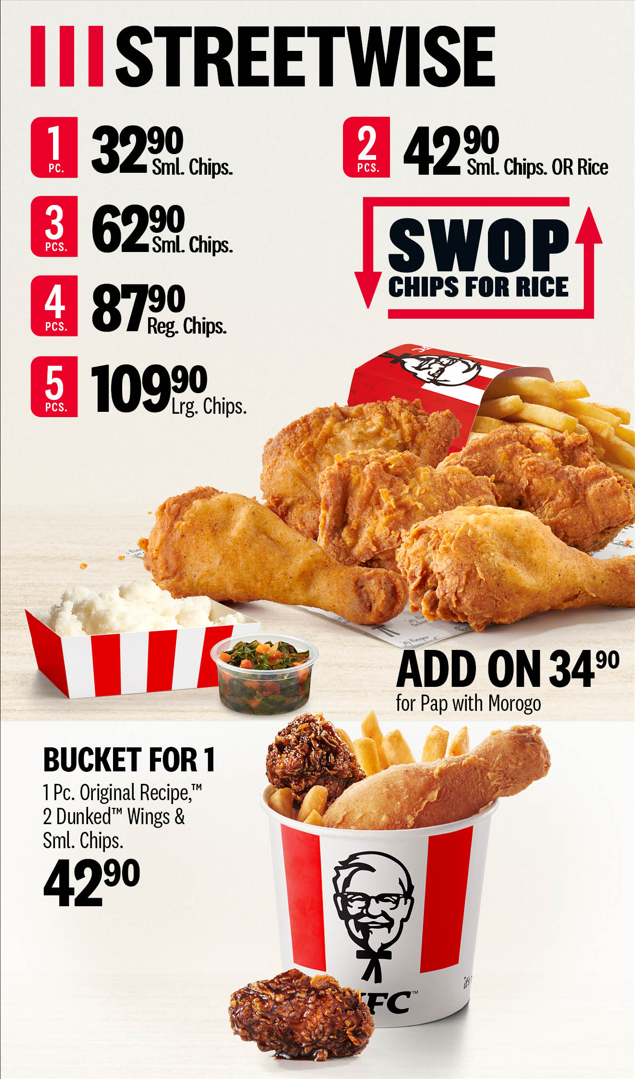 STREETWISE
1 PC. 3290 Sml. Chips.
2 PCS. 4290 Sml. Chips. OR Rice
3 PCS. 6290 Sml. Chips.
SWOP
CHIPS FOR RICE
4 PCS. 8790 Reg. Chips.
5 PCS. 10990 Lrg. Chips.
ADD ON 3490
for Pap with Morogo
BUCKET FOR 1
1 Pc. Original Recipe,™
2 Dunked™ Wings &
Sml. Chips.
4290
FC™